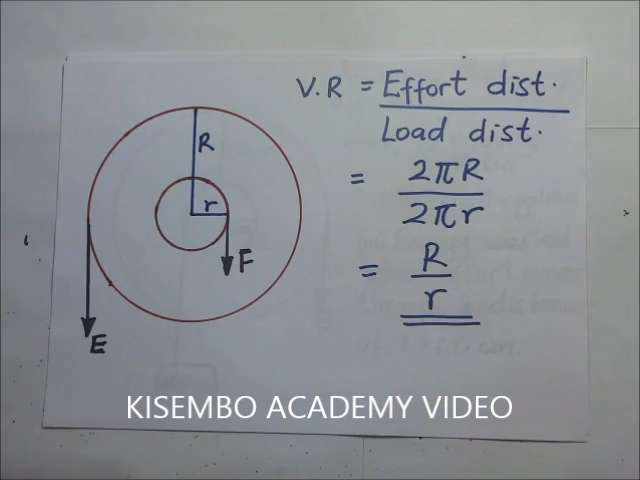 V.R = Effort dist.
Load dist.
= 2πR
2πr
= R
r
R
r
F
E
KISEMBO ACADEMY VIDEO